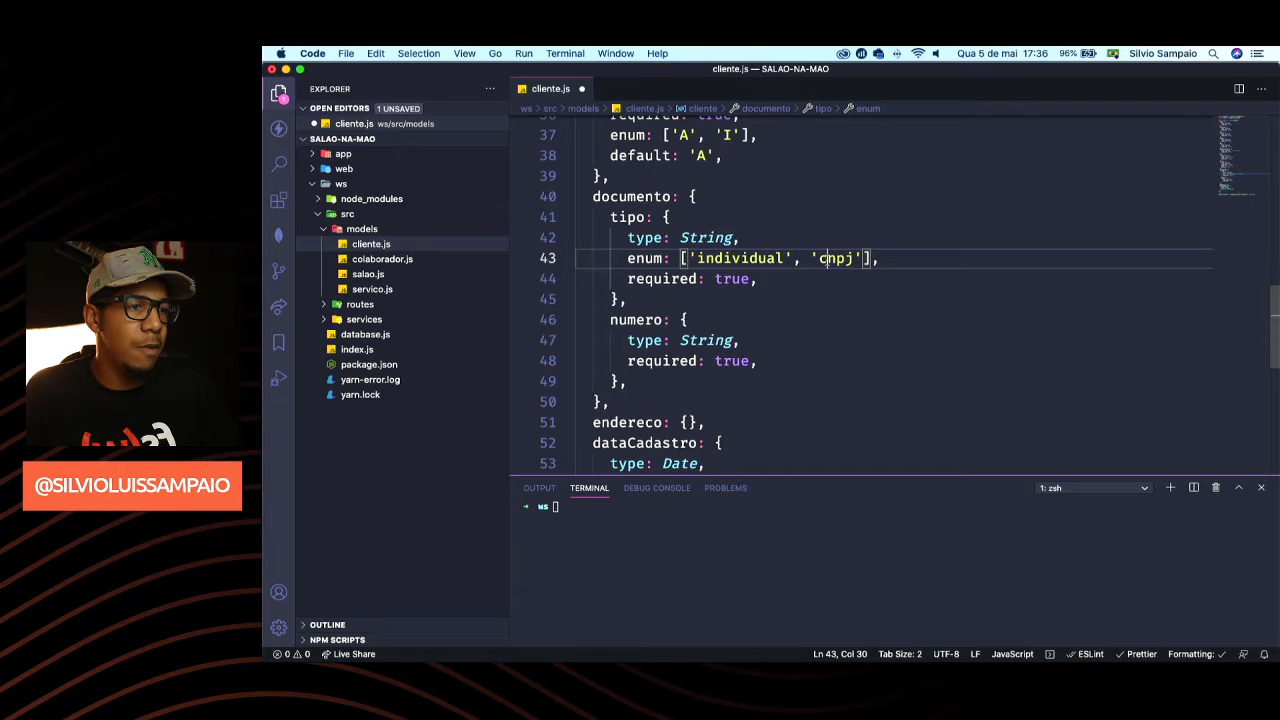 Code File Edit Selection View Go Run Terminal Window Help Qua 5 de mai 17:36 96% Silvio Sampaio
cliente.js — SALAO-NA-MAO
EXPLORER
OPEN EDITORS 1 UNSAVED
cliente.js ws/src/models
SALAO-NA-MAO
app
web
ws
node_modules
src
models
cliente.js
colaborador.js
salao.js
servico.js
routes
services
database.js
index.js
package.json
yarn-error.log
yarn.lock
OUTLINE
NPM SCRIPTS
cliente.js
ws > src > models > cliente.js > cliente > documento > tipo > enum
36 required: true,
37 enum: ['A', 'I'],
38 default: 'A',
39 },
40 documento: {
41 tipo: {
42 type: String,
43 enum: ['individual', 'cnpj'],
44 required: true,
45 },
46 numero: {
47 type: String,
48 required: true,
49 },
50 },
51 endereco: {},
52 dataCadastro: {
53 type: Date,
OUTPUT TERMINAL DEBUG CONSOLE PROBLEMS 1: zsh
➜ ws
0 0 Live Share Ln 43, Col 30 Tab Size: 2 UTF-8 LF JavaScript ESLint Prettier Formatting: ✓
@SILVIOLUISSAMPAIO